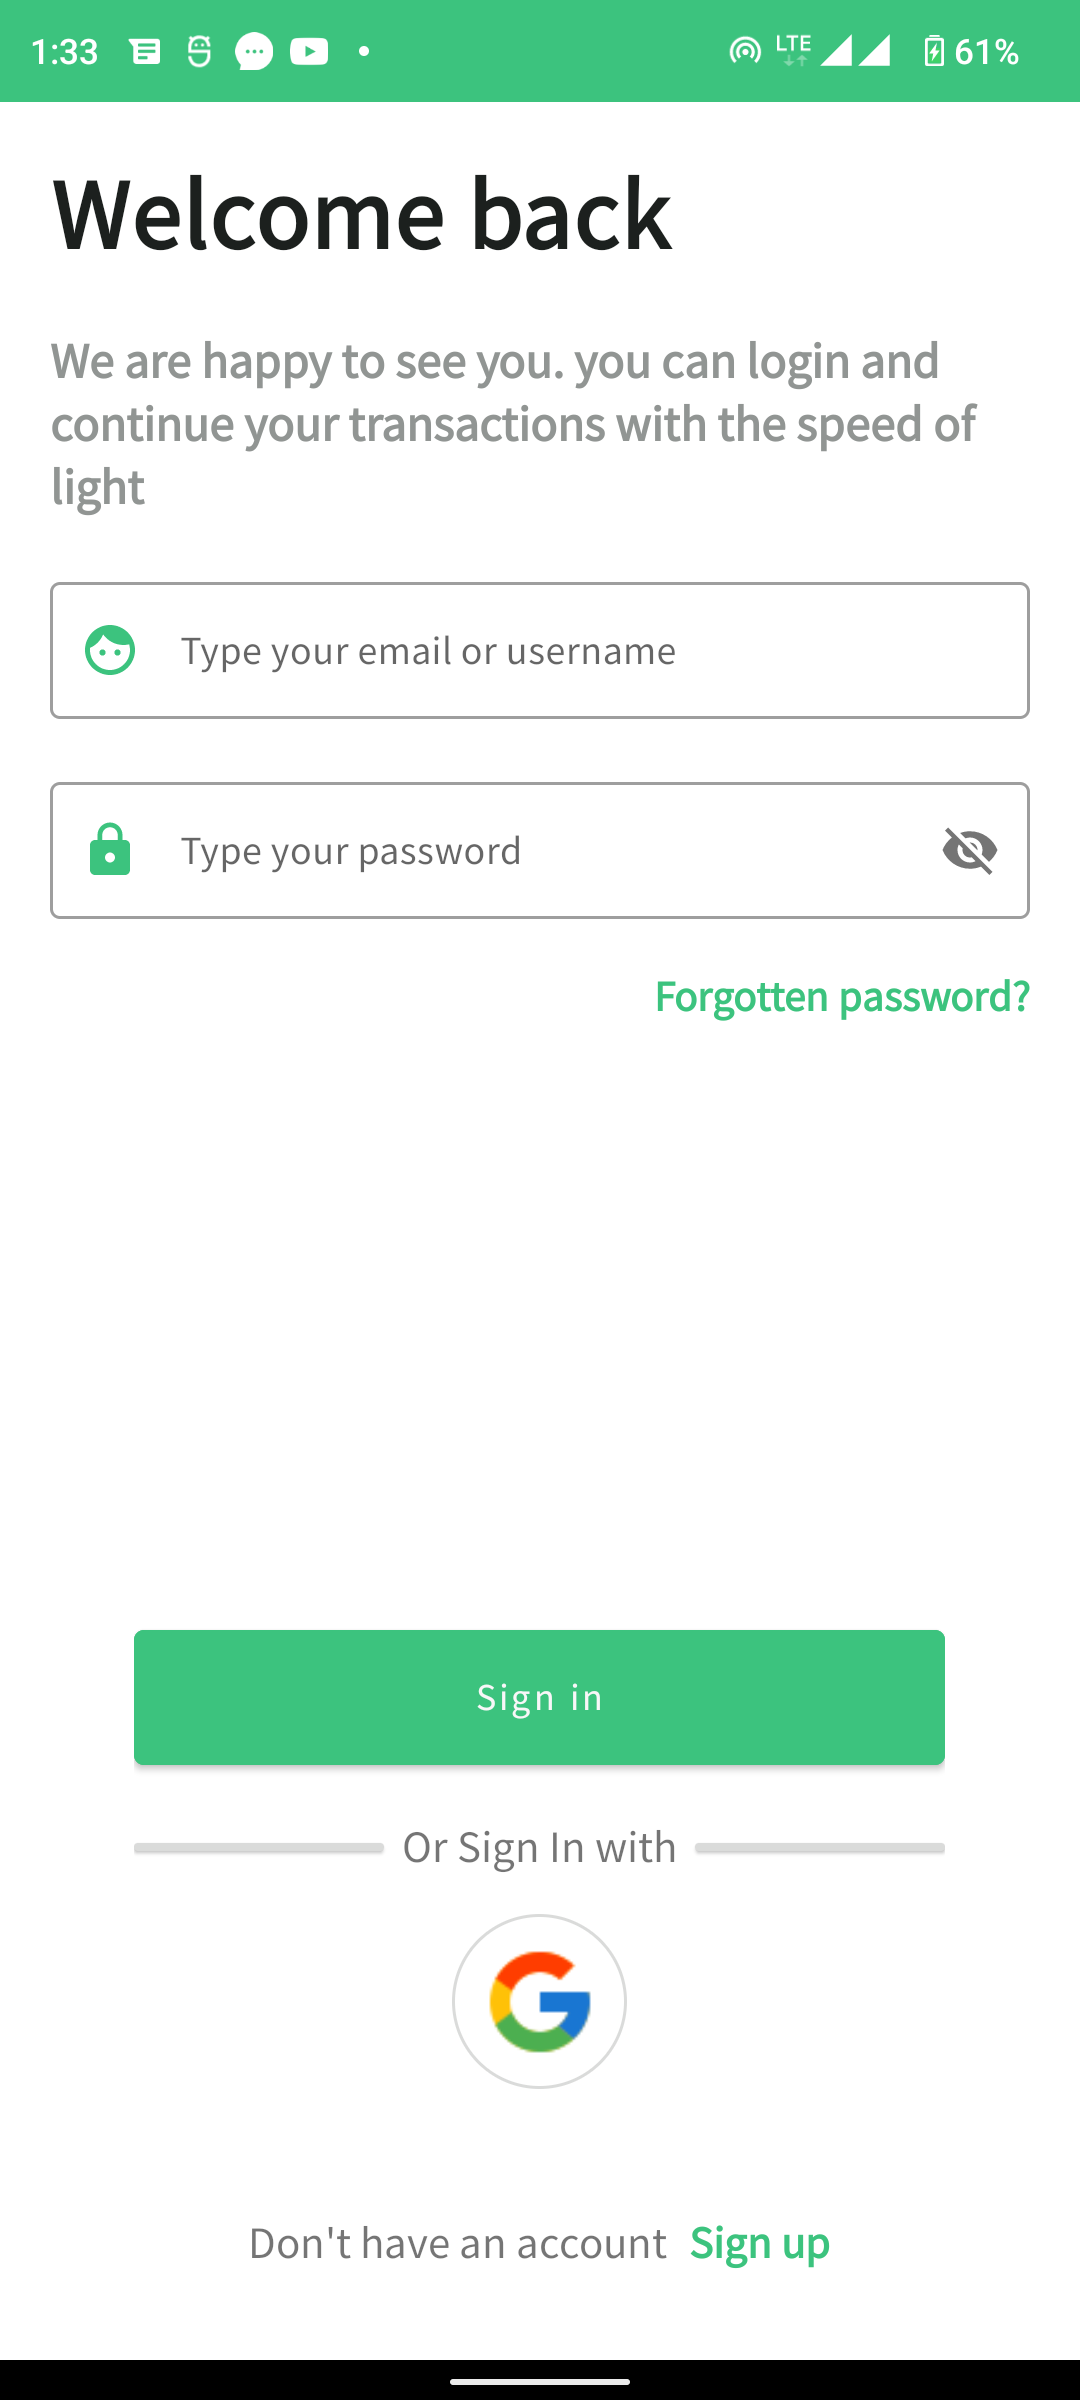 1:33 LTE 61%
Welcome back
We are happy to see you. you can login and
continue your transactions with the speed of
light
Type your email or username
Type your password
Forgotten password?
Sign in
Or Sign In with
Don't have an account Sign up